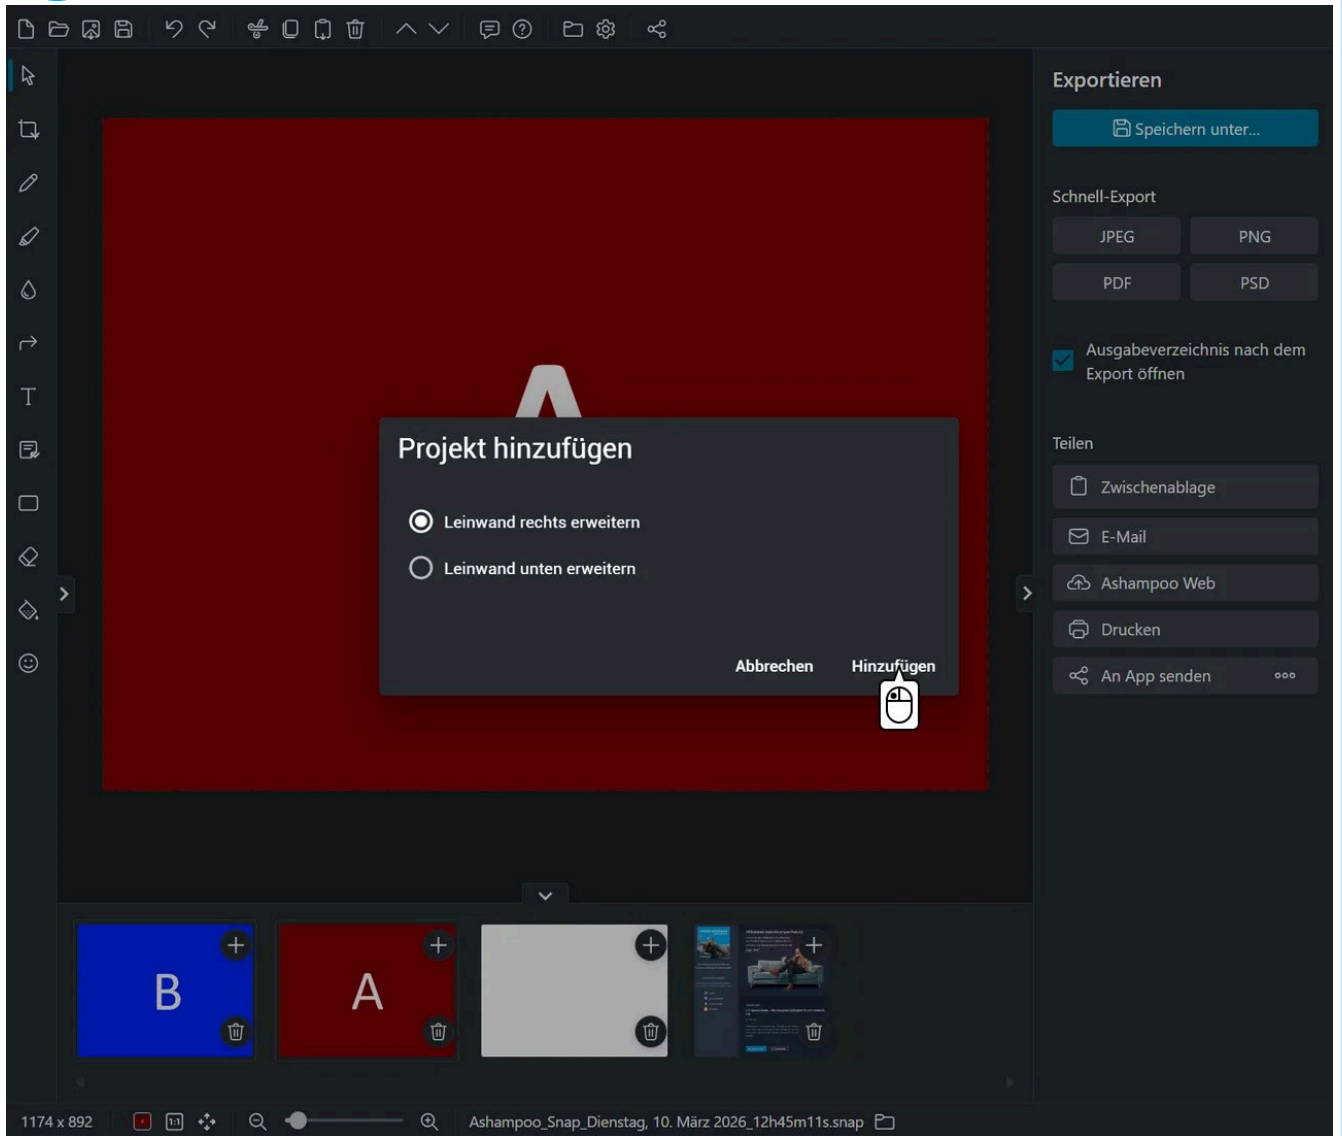 Exportieren
Speichern unter...
Schnell-Export
JPEG PNG
PDF PSD
Ausgabeverzeichnis nach dem
Export öffnen
Teilen
Zwischenablage
E-Mail
Ashampoo Web
Drucken
An App senden
T
A
Projekt hinzufügen
Leinwand rechts erweitern
Leinwand unten erweitern
Abbrechen Hinzufügen
B A
1174 x 892 1:1 Ashampoo_Snap_Dienstag, 10. März 2026_12h45m11s.snap